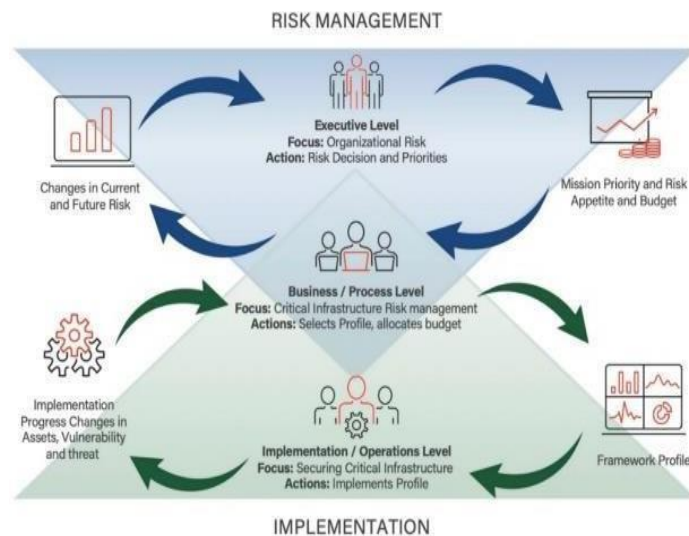 RISK MANAGEMENT
Executive Level
Focus: Organizational Risk
Action: Risk Decision and Priorities
Changes in Current
and Future Risk
Mission Priority and Risk
Appetite and Budget
Business / Process Level
Focus: Critical Infrastructure Risk management
Actions: Selects Profile, allocates budget
Implementation
Progress Changes in
Assets, Vulnerability
and threat
Framework Profile
Implementation / Operations Level
Focus: Securing Critical Infrastructure
Actions: Implements Profile
IMPLEMENTATION